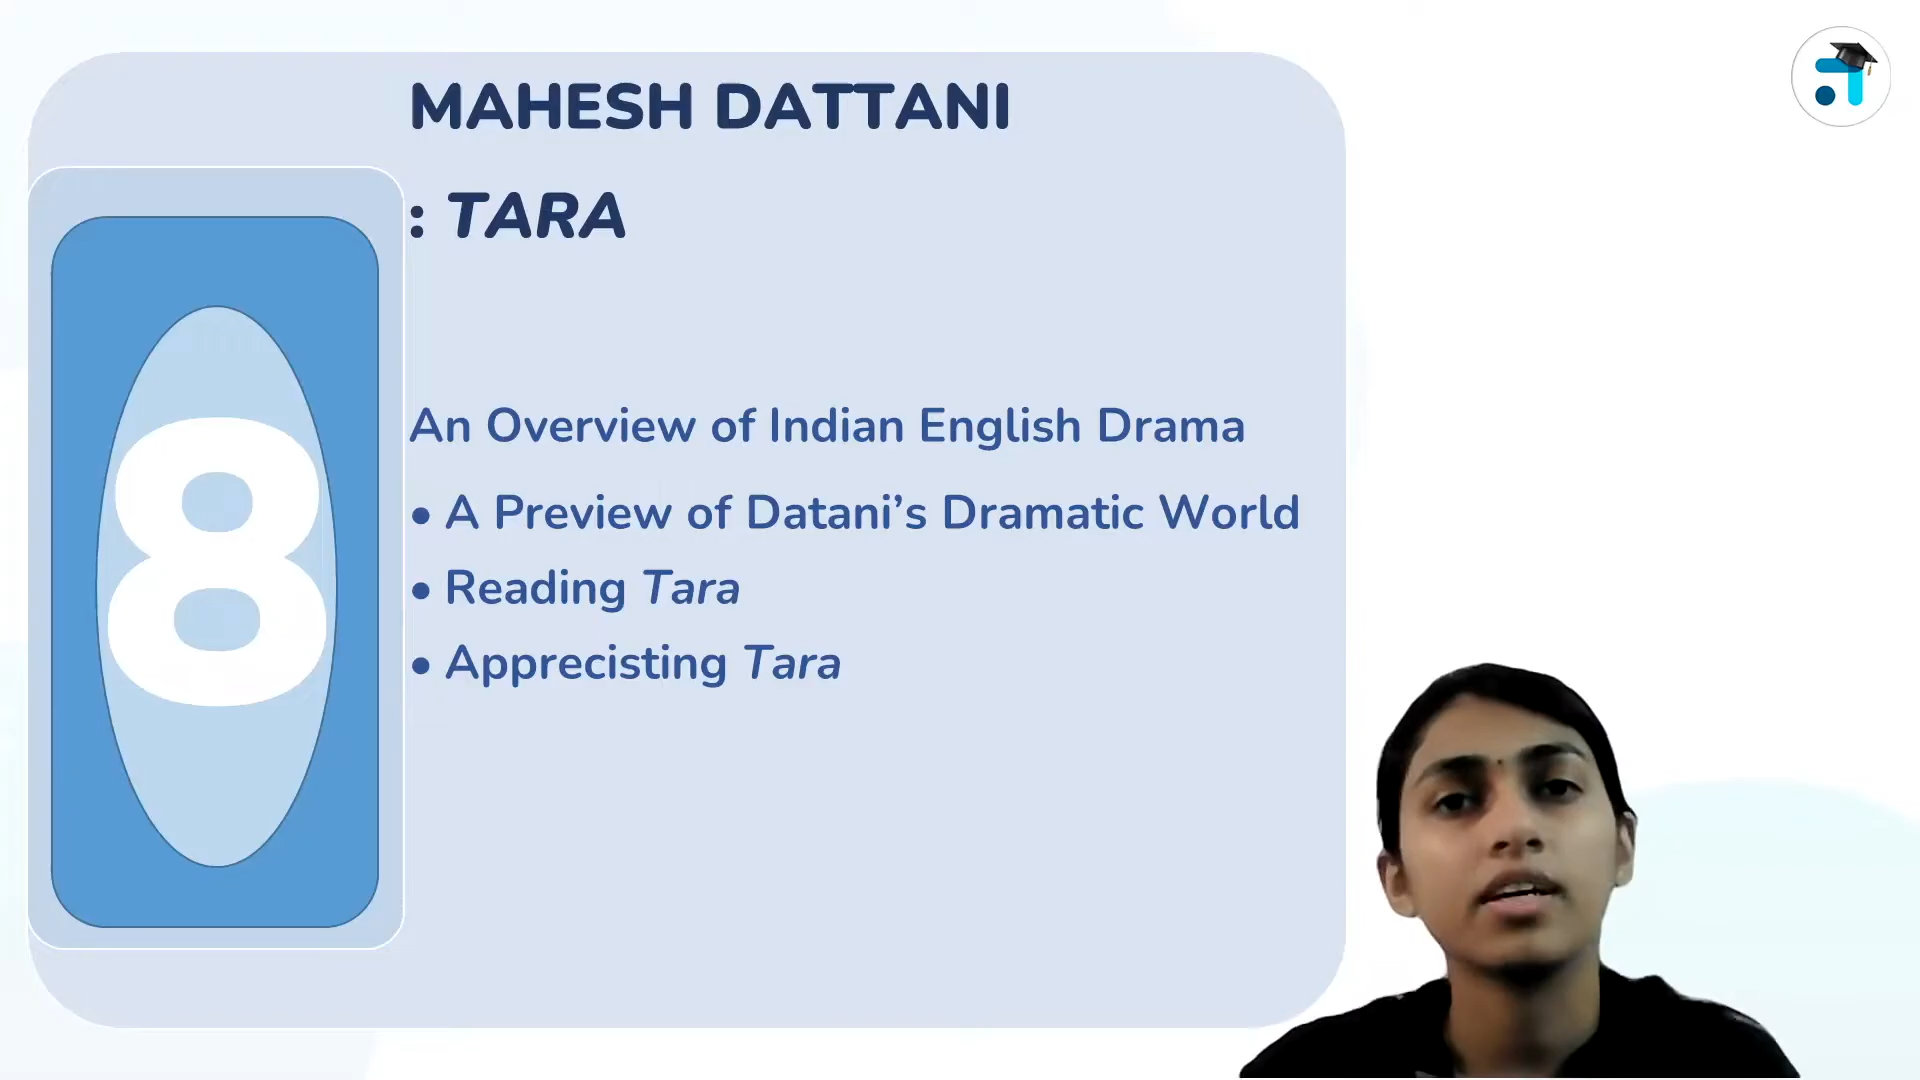 MAHESH DATTANI
: TARA
8
An Overview of Indian English Drama
• A Preview of Datani’s Dramatic World
• Reading Tara
• Apprecisting Tara